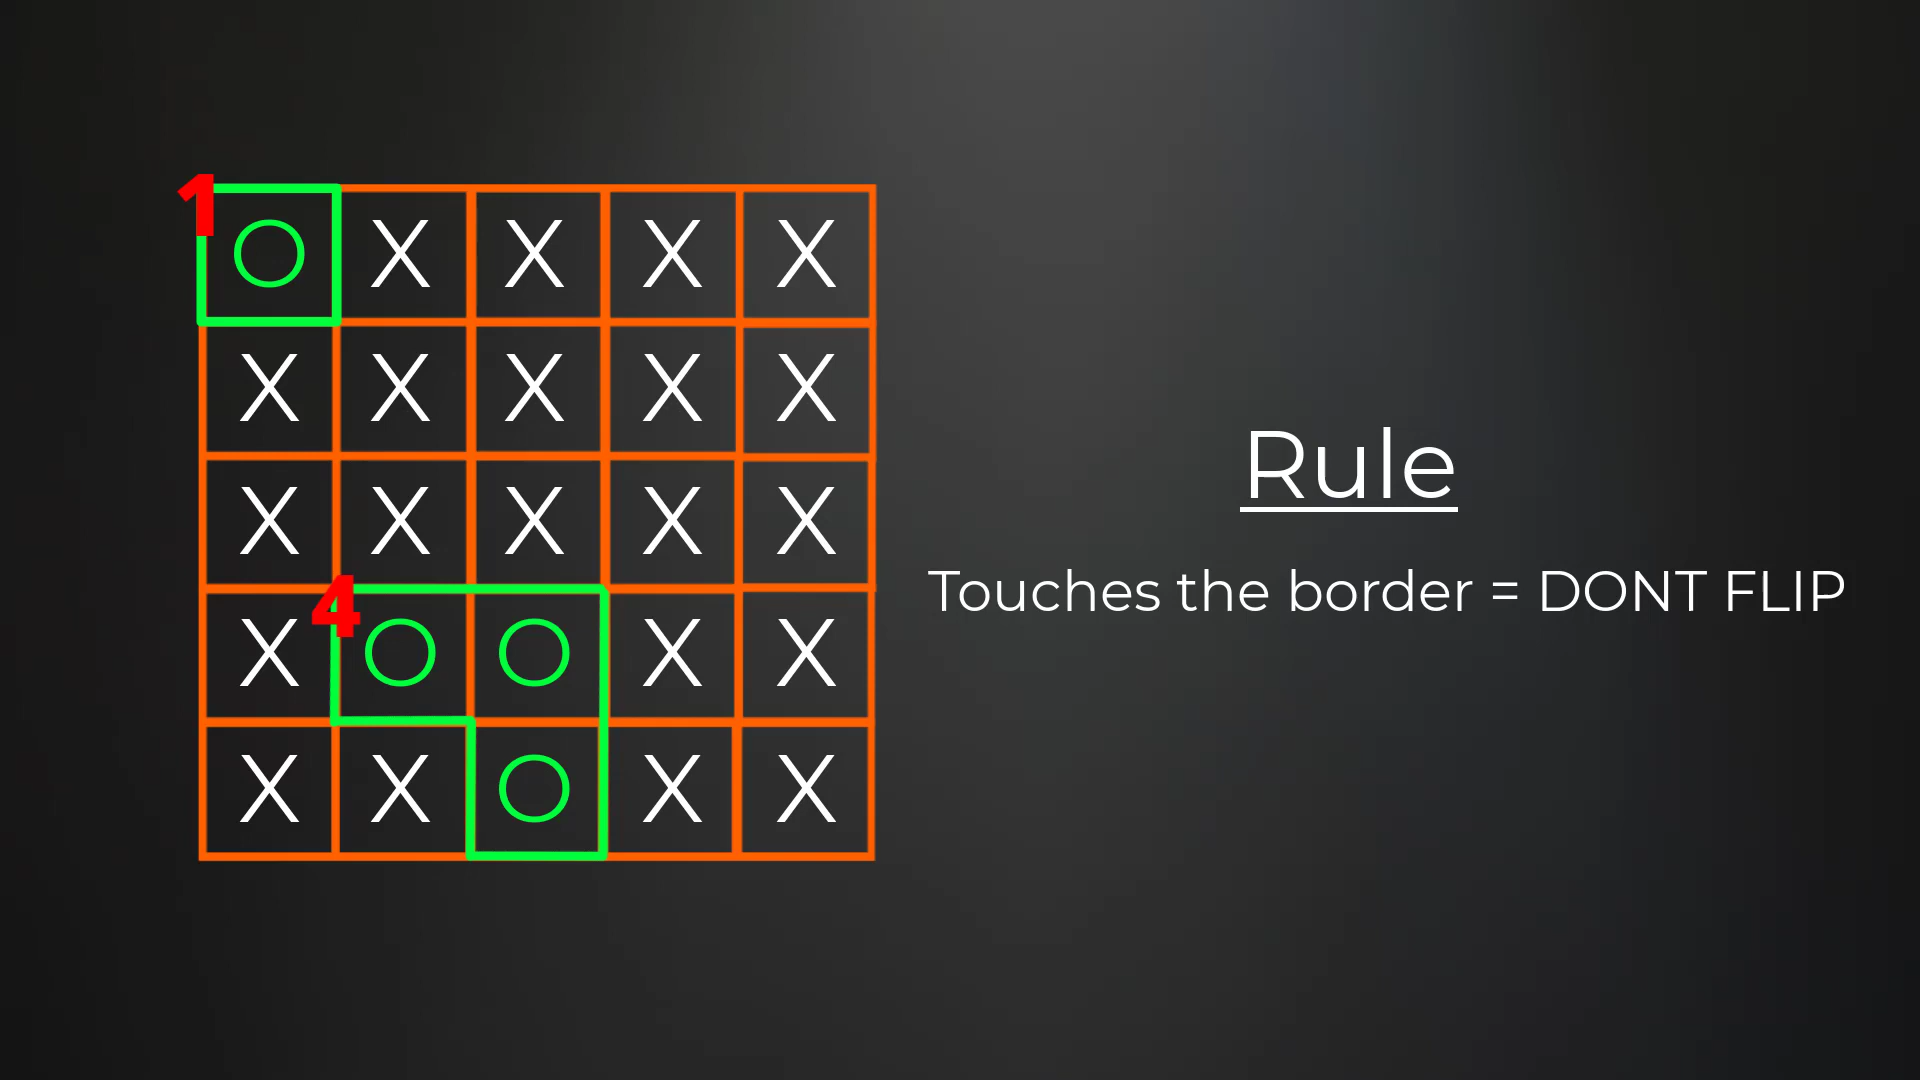 1
O X X X X
X X X X X
X X X X X
4
X O O X X
X X O X X
Rule
Touches the border = DONT FLIP